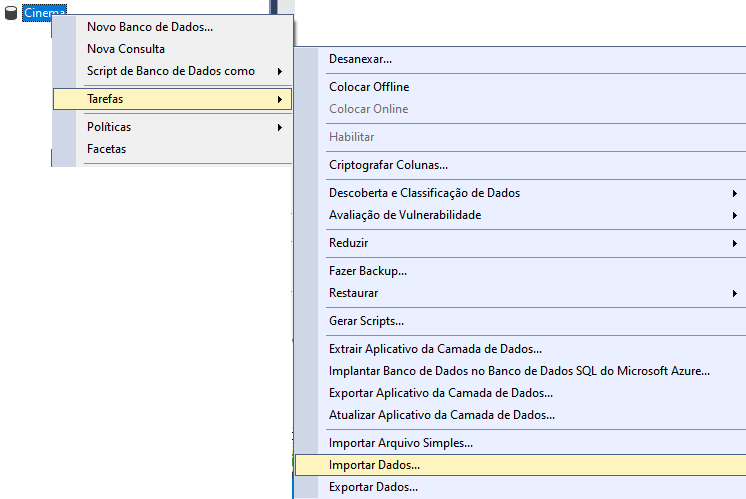 Cinema
Novo Banco de Dados...
Nova Consulta
Script de Banco de Dados como
Tarefas
Políticas
Facetas
Desanexar...
Colocar Offline
Colocar Online
Habilitar
Criptografar Colunas...
Descoberta e Classificação de Dados
Avaliação de Vulnerabilidade
Reduzir
Fazer Backup...
Restaurar
Gerar Scripts...
Extrair Aplicativo da Camada de Dados...
Implantar Banco de Dados no Banco de Dados SQL do Microsoft Azure...
Exportar Aplicativo da Camada de Dados...
Atualizar Aplicativo da Camada de Dados...
Importar Arquivo Simples...
Importar Dados...
Exportar Dados...